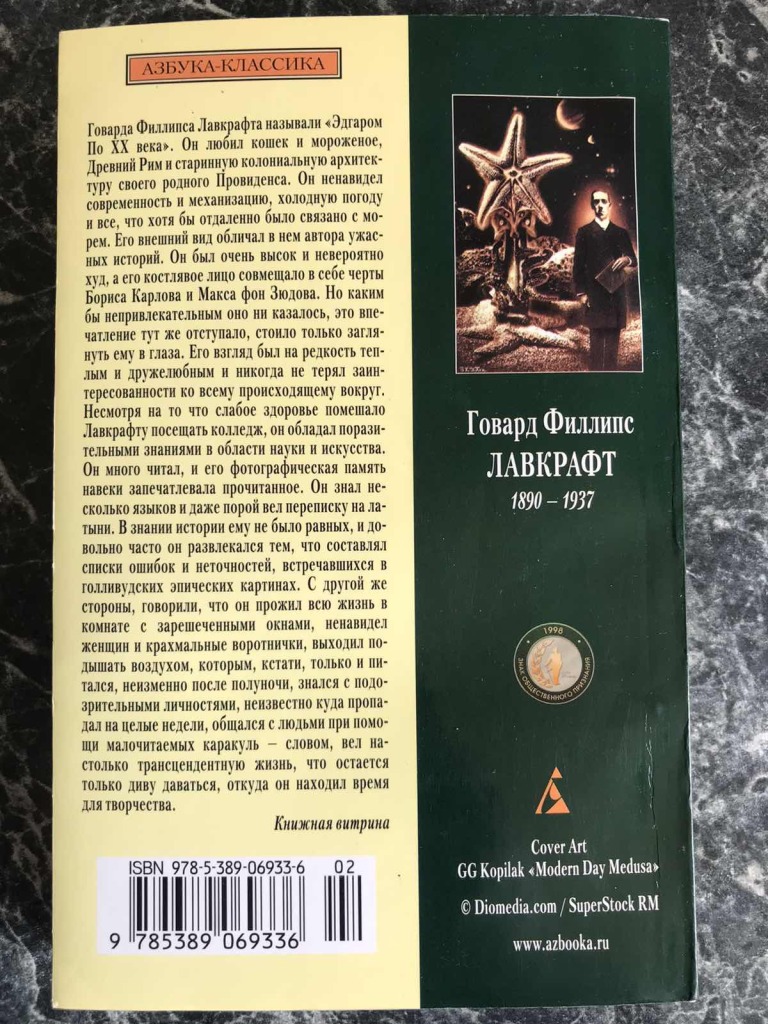 АЗБУКА-КЛАССИКА
Говарда Филлипса Лавкрафта называли «Эдгаром
По XX века». Он любил кошек и мороженое,
Древний Рим и старинную колониальную архитек-
туру своего родного Провиденса. Он ненавидел
современность и механизацию, холодную погоду
и все, что хотя бы отдаленно было связано с мо-
рем. Его внешний вид обличал в нем автора ужас-
ных историй. Он был очень высок и невероятно
худ, а его костлявое лицо совмещало в себе черты
Бориса Карлова и Макса фон Зюдова. Но каким
бы непривлекательным оно ни казалось, это впе-
чатление тут же отступало, стоило только загля-
нуть ему в глаза. Его взгляд был на редкость теп-
лым и дружелюбным и никогда не терял заин-
тересованности ко всему происходящему вокруг.
Несмотря на то что слабое здоровье помешало
Лавкрафту посещать колледж, он обладал порази-
тельными знаниями в области науки и искусства.
Он много читал, и его фотографическая память
навеки запечатлевала прочитанное. Он знал не-
сколько языков и даже порой вел переписку на ла-
тыни. В знании истории ему не было равных, и до-
вольно часто он развлекался тем, что составлял
списки ошибок и неточностей, встречавшихся в
голливудских эпических картинах. С другой же
стороны, говорили, что он прожил всю жизнь в
комнате с зарешеченными окнами, ненавидел
женщин и крахмальные воротнички, выходил по-
дышать воздухом, которым, кстати, только и пи-
тался, неизменно после полуночи, знался с подо-
зрительными личностями, неизвестно куда пропа-
дал на целые недели, общался с людьми при помо-
щи малочитаемых каракуль – словом, вел на-
столько трансцендентную жизнь, что остается
только диву даваться, откуда он находил время
для творчества.
Книжная витрина
ISBN 978-5-389-06933-6
02
9 785389 069336
Говард Филлипс
ЛАВКРАФТ
1890 – 1937
1998
ЗНАК ОБЩЕСТВЕННОГО ПРИЗНАНИЯ
Cover Art
GG Kopilak «Modern Day Medusa»
© Diomedia.com / SuperStock RM
www.azbooka.ru